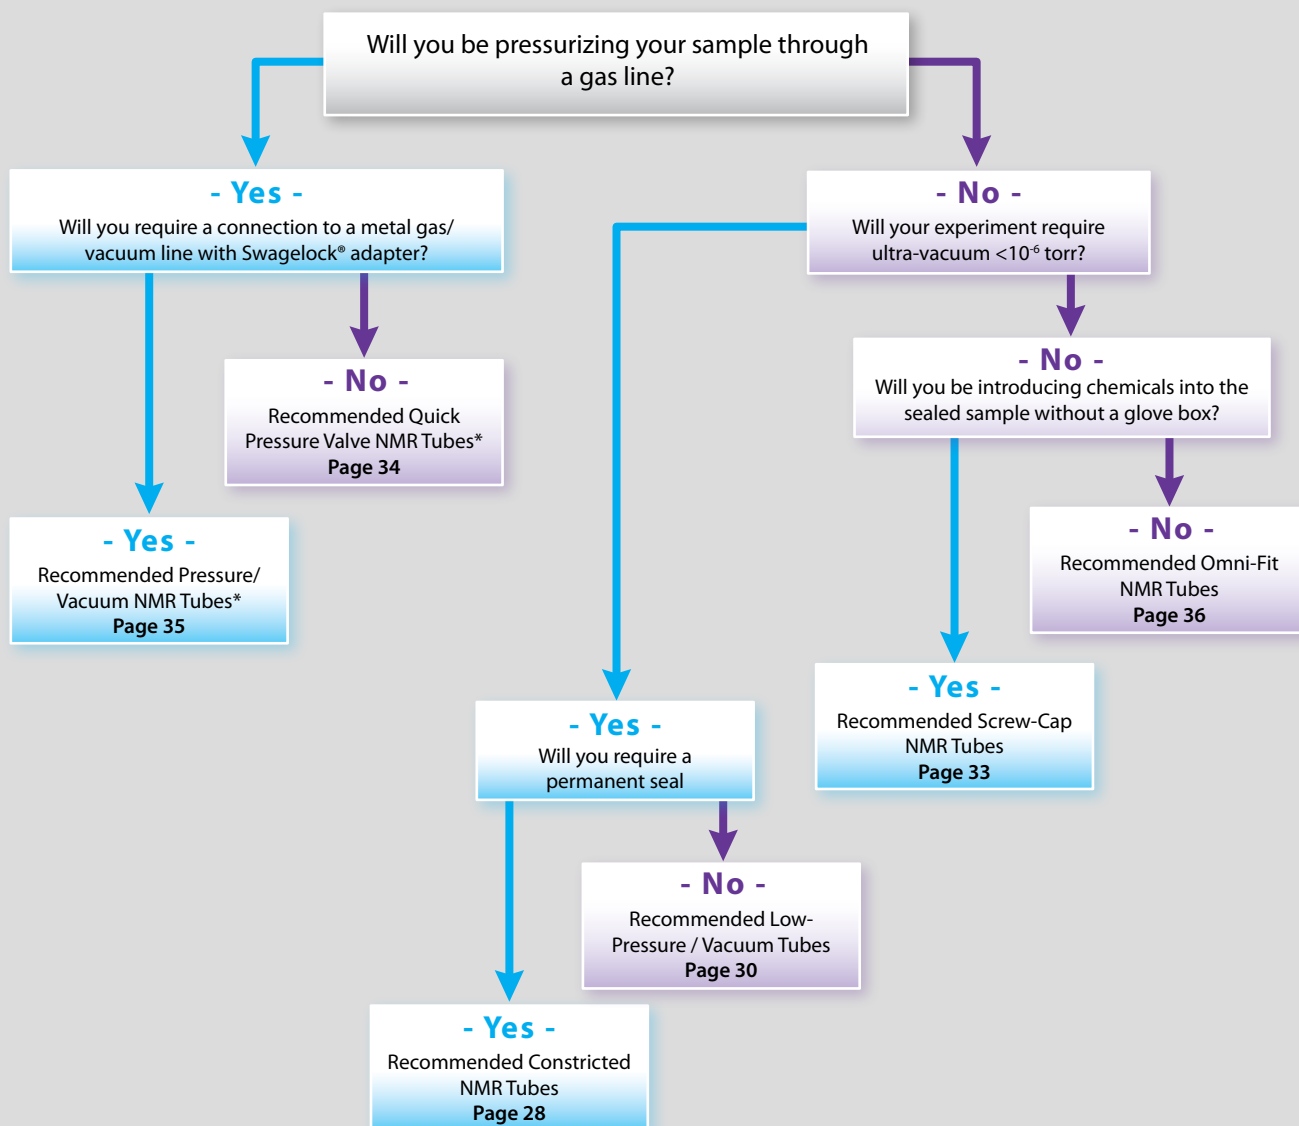 Will you be pressurizing your sample through
a gas line?
- Yes -
Will you require a connection to a metal gas/
vacuum line with Swagelock® adapter?
- No -
Will your experiment require
ultra-vacuum <10⁻⁶ torr?
- No -
Recommended Quick
Pressure Valve NMR Tubes*
Page 34
- No -
Will you be introducing chemicals into the
sealed sample without a glove box?
- Yes -
Recommended Pressure/
Vacuum NMR Tubes*
Page 35
- No -
Recommended Omni-Fit
NMR Tubes
Page 36
- Yes -
Recommended Screw-Cap
NMR Tubes
Page 33
- Yes -
Will you require a
permanent seal
- No -
Recommended Low-
Pressure / Vacuum Tubes
Page 30
- Yes -
Recommended Constricted
NMR Tubes
Page 28